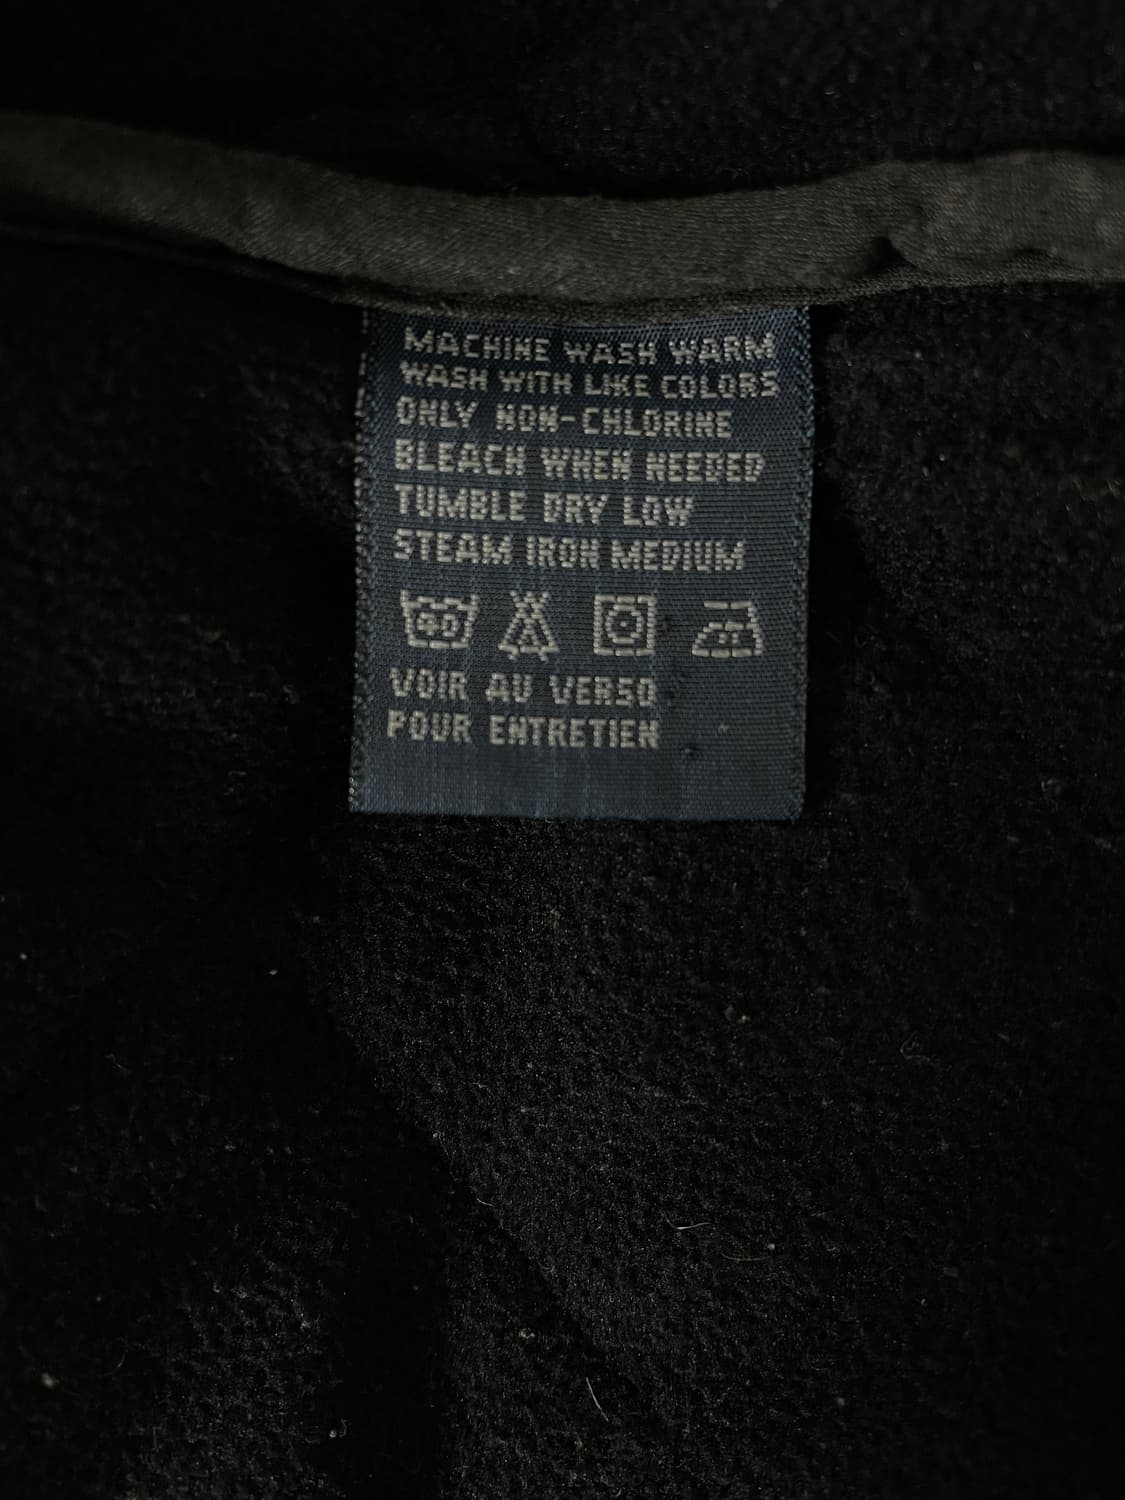 MACHINE WASH WARM
WASH WITH LIKE COLORS
ONLY NON-CHLORINE
BLEACH WHEN NEEDED
TUMBLE DRY LOW
STEAM IRON MEDIUM
40
VOIR AU VERSO
POUR ENTRETIEN